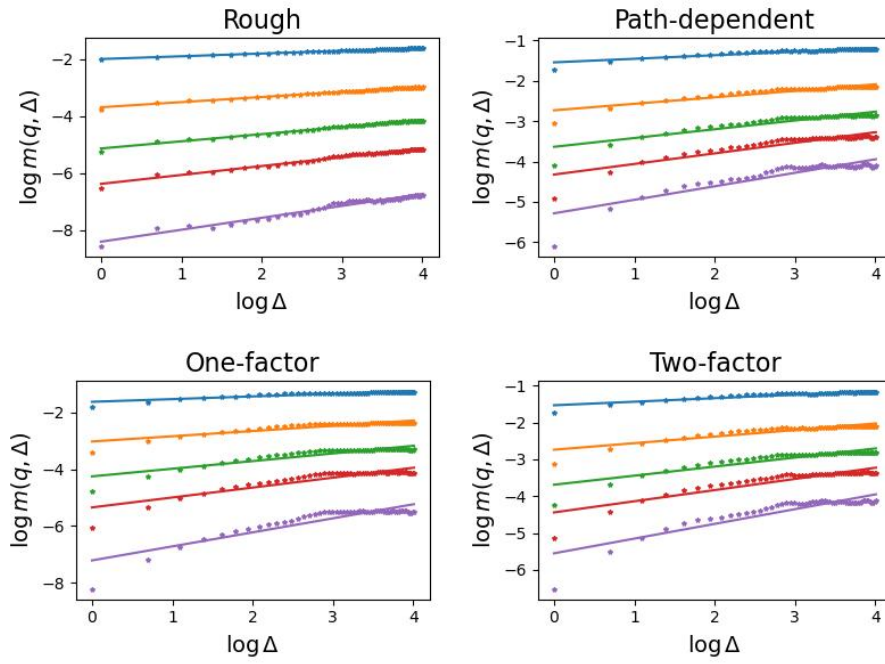 Rough
log m(q, Δ)
−2
−4
−6
−8
0 1 2 3 4
log Δ
Path-dependent
log m(q, Δ)
−1
−2
−3
−4
−5
−6
0 1 2 3 4
log Δ
One-factor
log m(q, Δ)
−2
−4
−6
−8
0 1 2 3 4
log Δ
Two-factor
log m(q, Δ)
−1
−2
−3
−4
−5
−6
0 1 2 3 4
log Δ